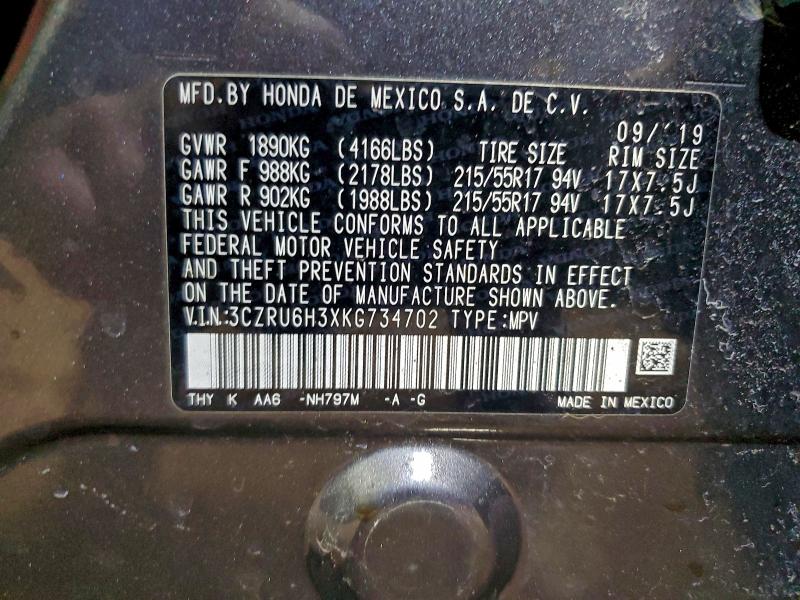 MFD.BY HONDA DE MEXICO S.A. DE C.V.
09/ 19
GVWR 1890KG (4166LBS) TIRE SIZE RIM SIZE
GAWR F 988KG (2178LBS) 215/55R17 94V 17X7.5J
GAWR R 902KG (1988LBS) 215/55R17 94V 17X7.5J
THIS VEHICLE CONFORMS TO ALL APPLICABLE
FEDERAL MOTOR VEHICLE SAFETY
AND THEFT PREVENTION STANDARDS IN EFFECT
ON THE DATE OF MANUFACTURE SHOWN ABOVE.
V.I.N.:3CZRU6H3XKG734702 TYPE:MPV
THY K AA6 -NH797M -A -G MADE IN MEXICO